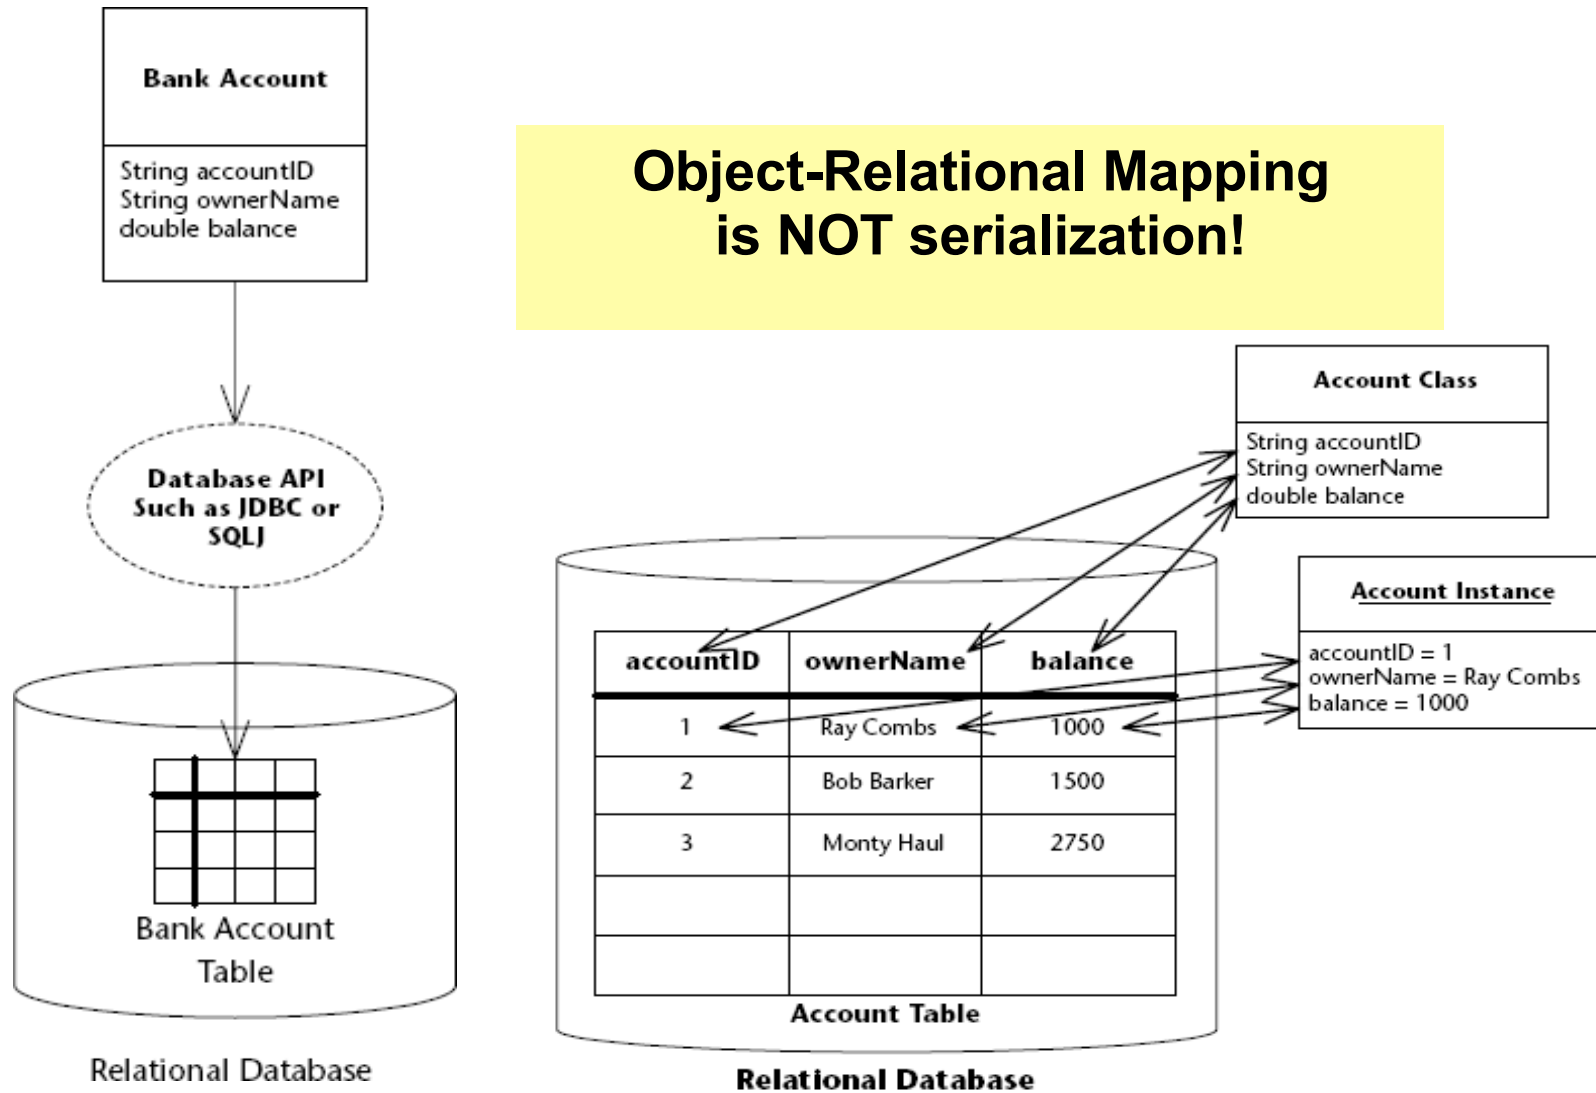 Bank Account
String accountID
String ownerName
double balance
Database API
Such as JDBC or
SQLJ
Bank Account
Table
Relational Database
Object-Relational Mapping
is NOT serialization!
Account Class
String accountID
String ownerName
double balance
Account Instance
accountID = 1
ownerName = Ray Combs
balance = 1000
accountID ownerName balance
1 Ray Combs 1000
2 Bob Barker 1500
3 Monty Haul 2750
Account Table
Relational Database